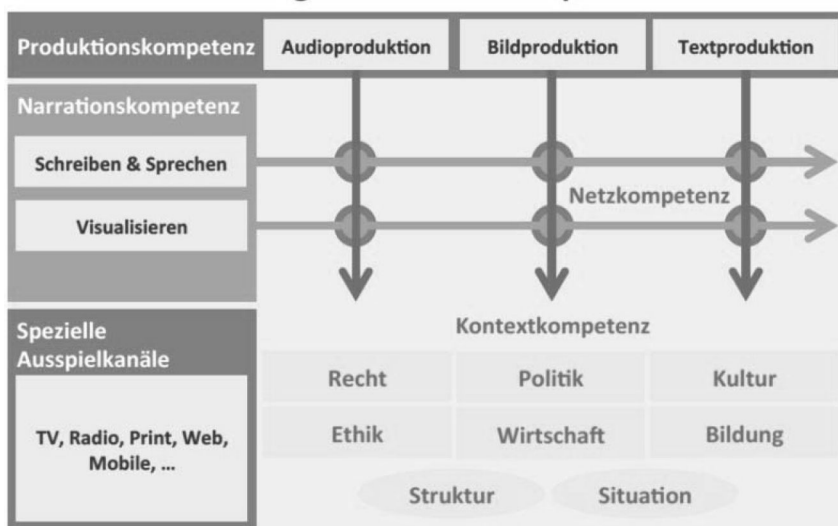 Produktionskompetenz
Audioproduktion
Bildproduktion
Textproduktion
Narrationskompetenz
Schreiben & Sprechen
Netzkompetenz
Visualisieren
Spezielle
Ausspielkanäle
TV, Radio, Print, Web,
Mobile, ...
Kontextkompetenz
Recht
Politik
Kultur
Ethik
Wirtschaft
Bildung
Struktur
Situation